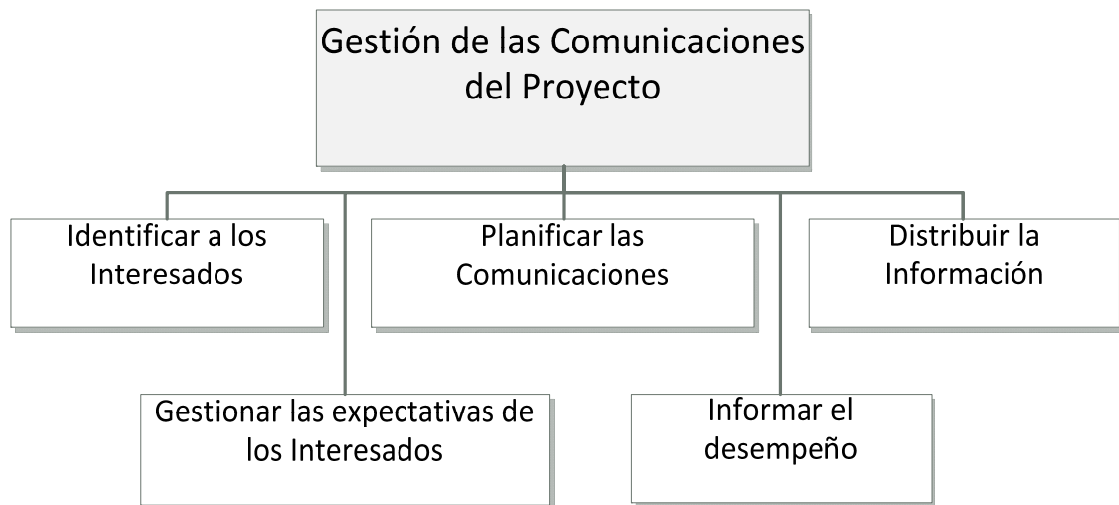 Gestión de las Comunicaciones
del Proyecto
Identificar a los
Interesados
Planificar las
Comunicaciones
Distribuir la
Información
Gestionar las expectativas de
los Interesados
Informar el
desempeño